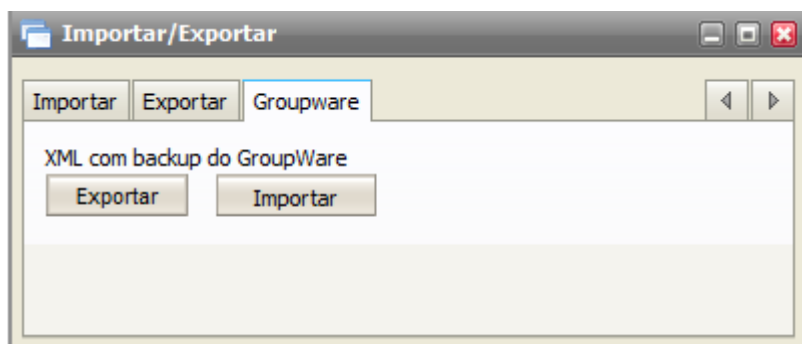 Importar/Exportar
Importar Exportar Groupware
XML com backup do GroupWare
Exportar Importar